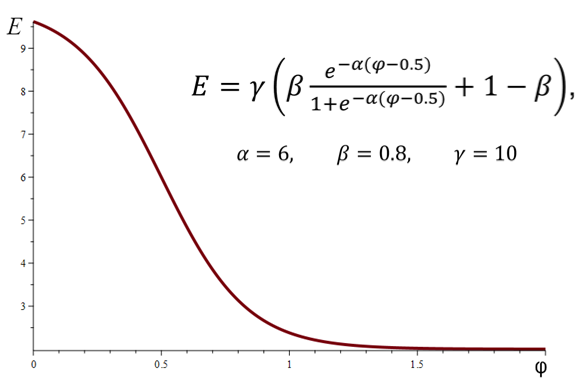 E
9
8
7
6
5
4
3
E = γ (β e^{−α(φ−0.5)} / 1+e^{−α(φ−0.5)} + 1 − β),
α = 6, β = 0.8, γ = 10
0 0.5 1 1.5 φ